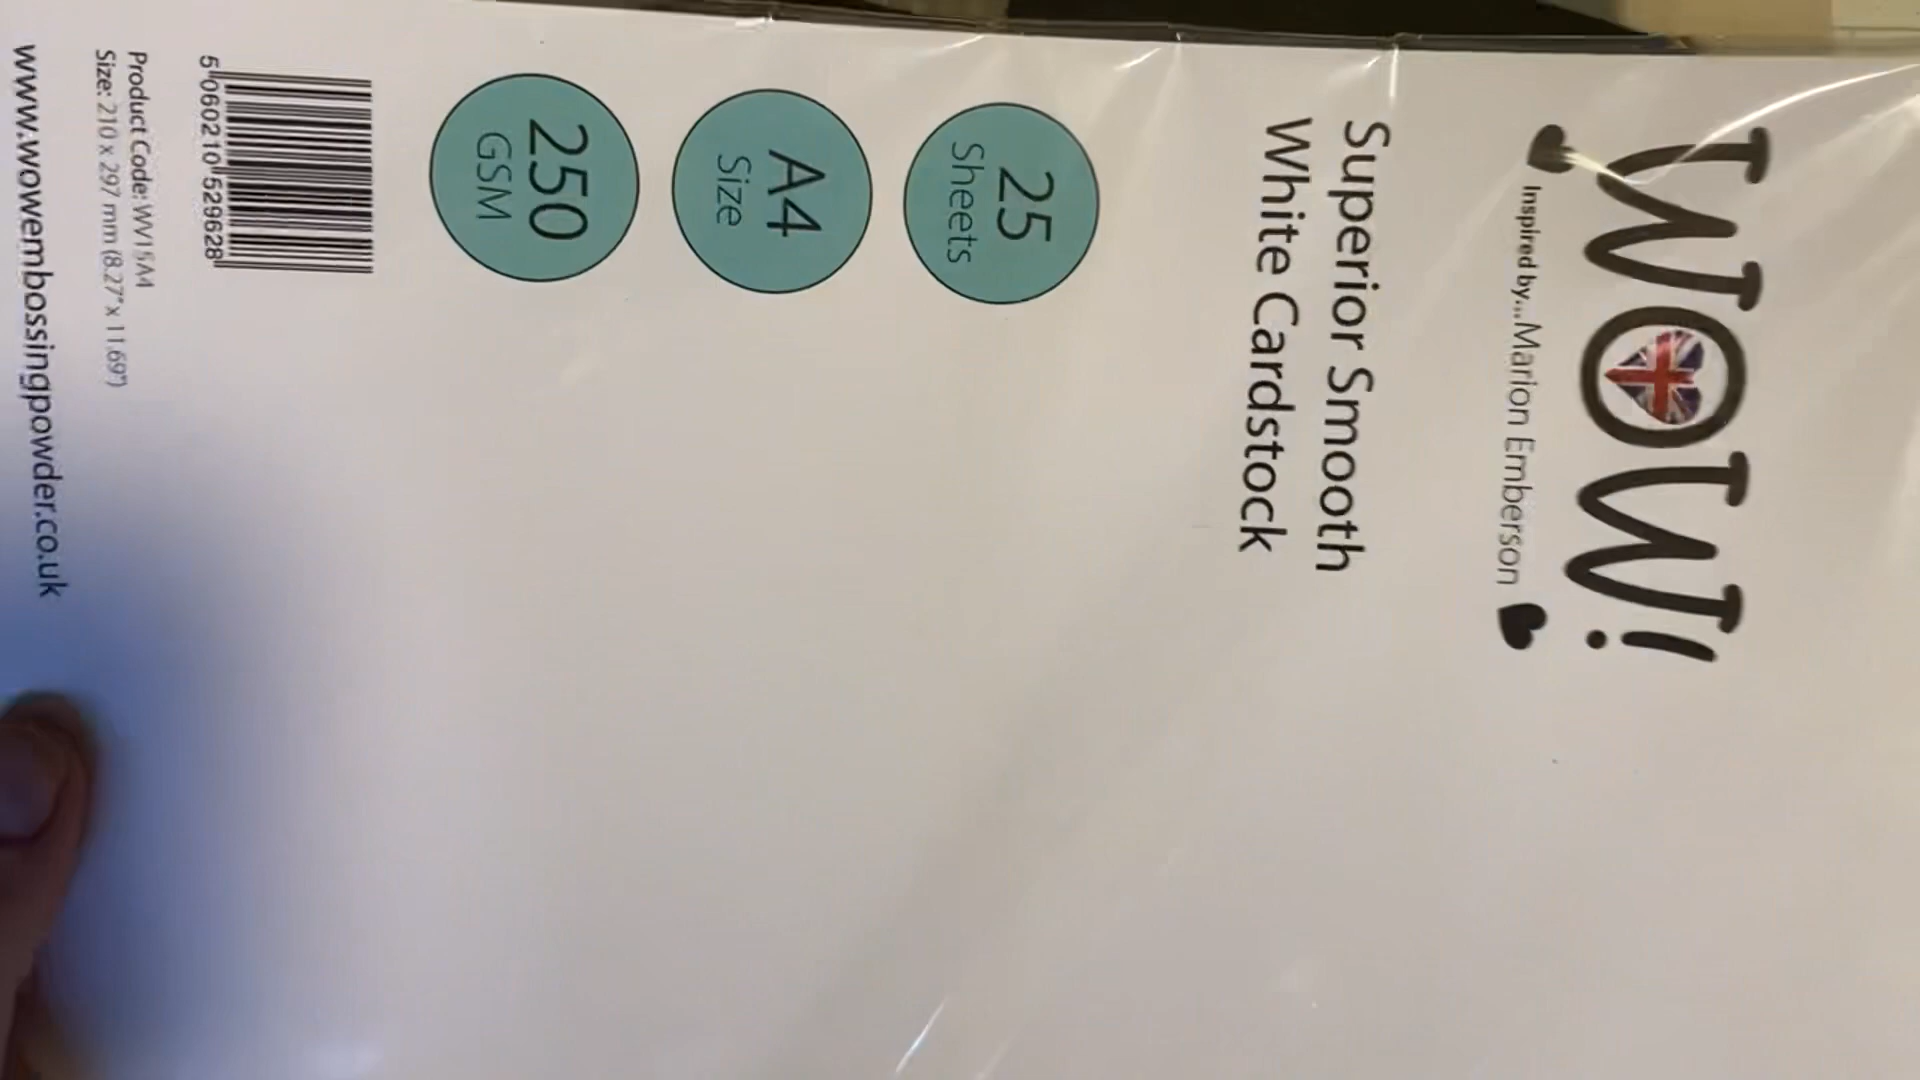 WOW!
Inspired by... Marion Emberson
Superior Smooth
White Cardstock
25
Sheets
A4
Size
250
GSM
5 060210 529628
Product Code: WV15A4
Size: 210 x 297 mm (8.27" x 11.69")
www.wowembossingpowder.co.uk